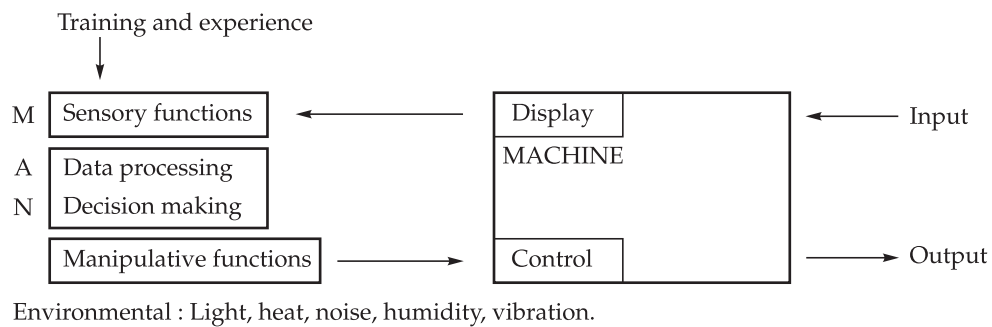 Training and experience
M Sensory functions Display Input
A Data processing MACHINE
N Decision making
Manipulative functions Control Output
Environmental : Light, heat, noise, humidity, vibration.